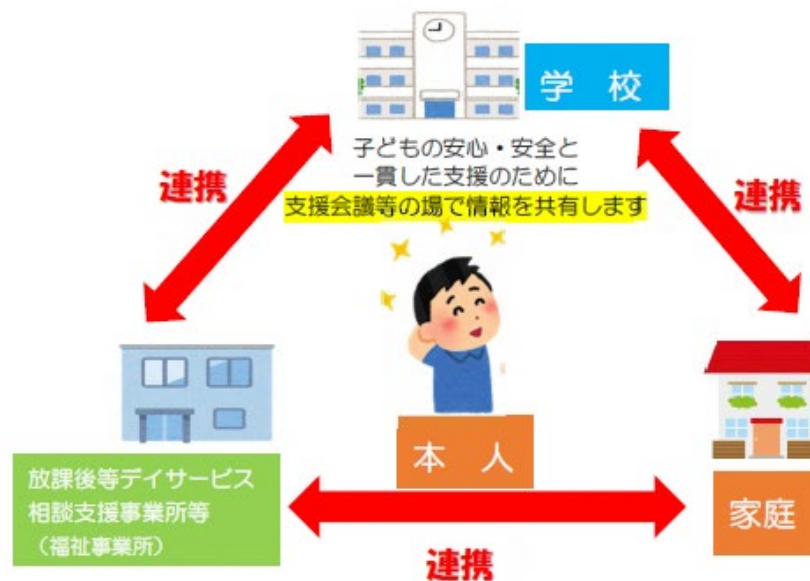 学 校
子どもの安心・安全と
一貫した支援のために
支援会議等の場で情報を共有します
連携
連携
本 人
放課後等デイサービス
相談支援事業所等
（福祉事業所）
家庭
連携